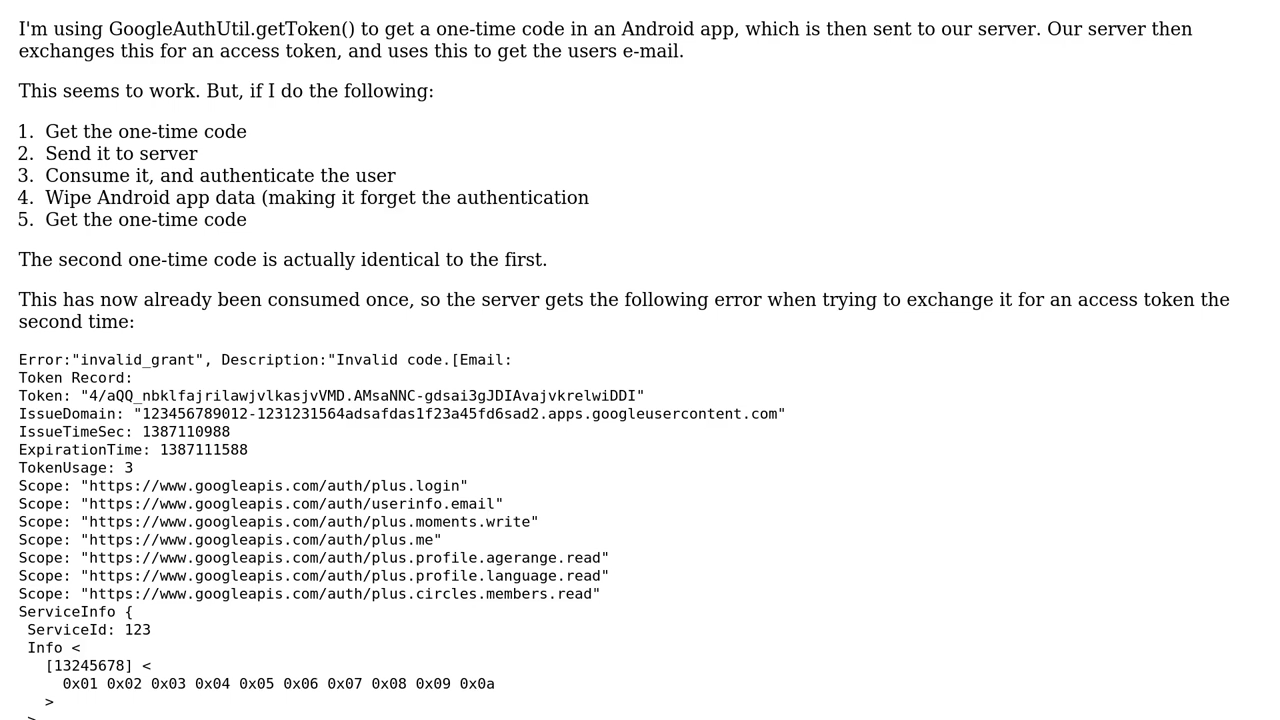 I'm using GoogleAuthUtil.getToken() to get a one-time code in an Android app, which is then sent to our server. Our server then
exchanges this for an access token, and uses this to get the users e-mail.
This seems to work. But, if I do the following:
1. Get the one-time code
2. Send it to server
3. Consume it, and authenticate the user
4. Wipe Android app data (making it forget the authentication
5. Get the one-time code
The second one-time code is actually identical to the first.
This has now already been consumed once, so the server gets the following error when trying to exchange it for an access token the
second time:
Error:"invalid_grant", Description:"Invalid code.[Email:
Token Record:
Token: "4/aQQ_nbklfajrilawjvlkasjvVMD.AMsaNNC-gdsai3gJDIAvajvkrelwiDDI"
IssueDomain: "123456789012-1231231564adsafdas1f23a45fd6sad2.apps.googleusercontent.com"
IssueTimeSec: 1387110988
ExpirationTime: 1387111588
TokenUsage: 3
Scope: "https://www.googleapis.com/auth/plus.login"
Scope: "https://www.googleapis.com/auth/userinfo.email"
Scope: "https://www.googleapis.com/auth/plus.moments.write"
Scope: "https://www.googleapis.com/auth/plus.me"
Scope: "https://www.googleapis.com/auth/plus.profile.agerange.read"
Scope: "https://www.googleapis.com/auth/plus.profile.language.read"
Scope: "https://www.googleapis.com/auth/plus.circles.members.read"
ServiceInfo {
 ServiceId: 123
 Info <
   [13245678] <
     0x01 0x02 0x03 0x04 0x05 0x06 0x07 0x08 0x09 0x0a
   >
 >